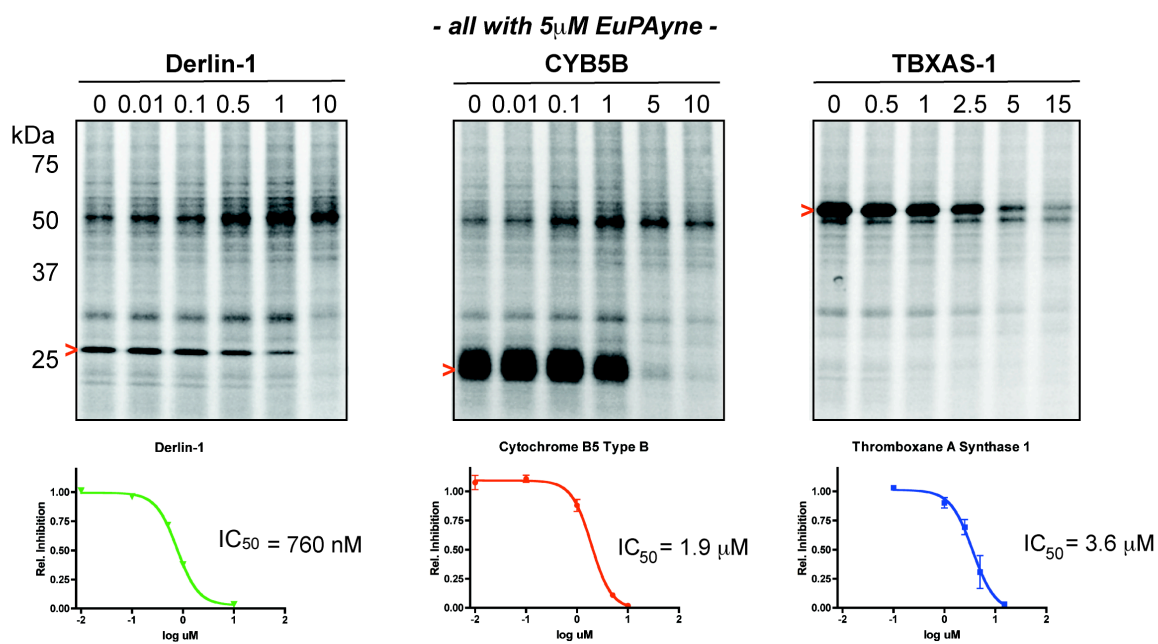 - all with 5μM EuPAyne -
Derlin-1 CYB5B TBXAS-1
0 0.01 0.1 0.5 1 10 0 0.01 0.1 1 5 10 0 0.5 1 2.5 5 15
kDa
75
50
>
37
25
>
>
Derlin-1 Cytochrome B5 Type B Thromboxane A Synthase 1
Rel. Inhibition
1.00
0.75
0.50
0.25
0.00
-2 -1 0 1 2
log uM
IC50 = 760 nM
Rel. Inhibition
1.00
0.75
0.50
0.25
0.00
-2 -1 0 1 2
log uM
IC50 = 1.9 μM
Rel. Inhibition
1.00
0.75
0.50
0.25
0.00
-2 -1 0 1 2
log uM
IC50 = 3.6 μM